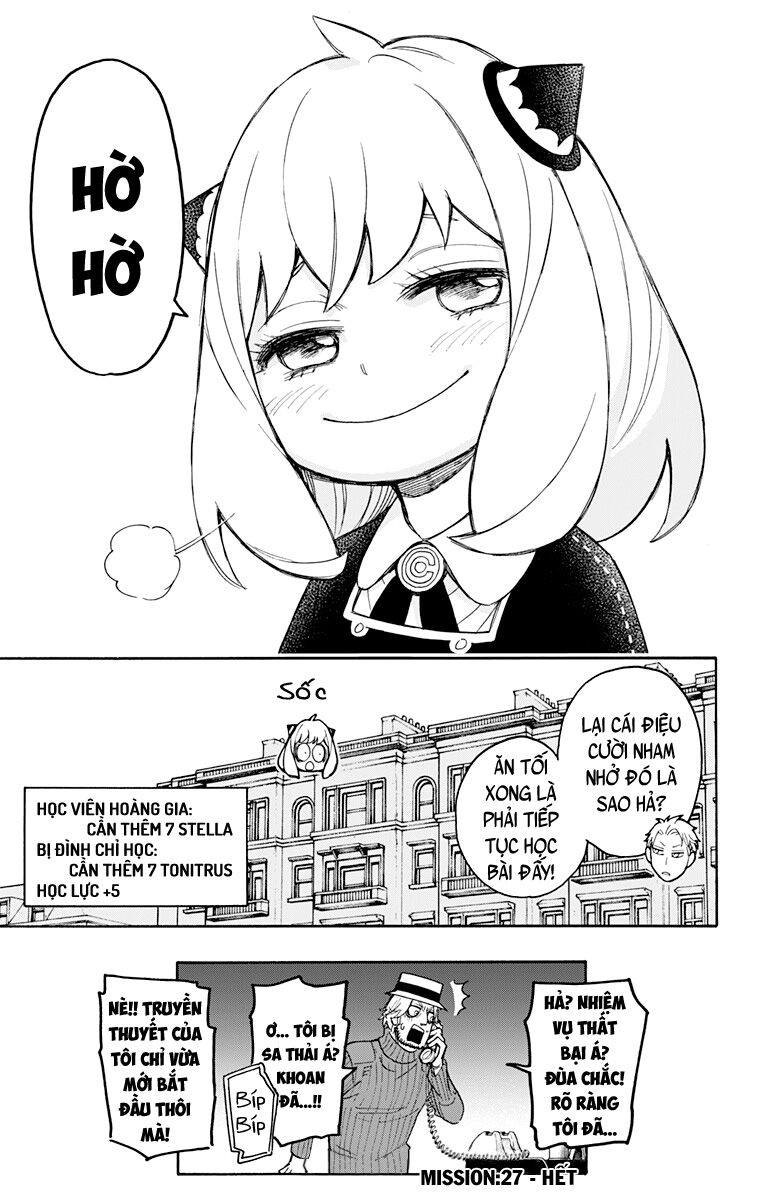 HỜ
HỜ
SỐC
LẠI CÁI ĐIỆU
CƯỜI NHAM
NHỞ ĐÓ LÀ
SAO HẢ?
ĂN TỐI
XONG LÀ
PHẢI TIẾP
TỤC HỌC
BÀI ĐẤY!
HỌC VIÊN HOÀNG GIA:
CẦN THÊM 7 STELLA
BỊ ĐÌNH CHỈ HỌC:
CẦN THÊM 7 TONITRUS
HỌC LỰC +5
HẢ? NHIỆM
VỤ THẤT
BẠI Á?
ĐÙA CHẮC!
RÕ RÀNG
TÔI ĐÃ...
Ơ... TÔI BỊ
SA THẢI Á?
KHOAN
ĐÃ...!!
BÍP
BÍP
NÈ!! TRUYỀN
THUYẾT CỦA
TÔI CHỈ VỪA
MỚI BẮT
ĐẦU THÔI
MÀ!
MISSION:27 - HẾT